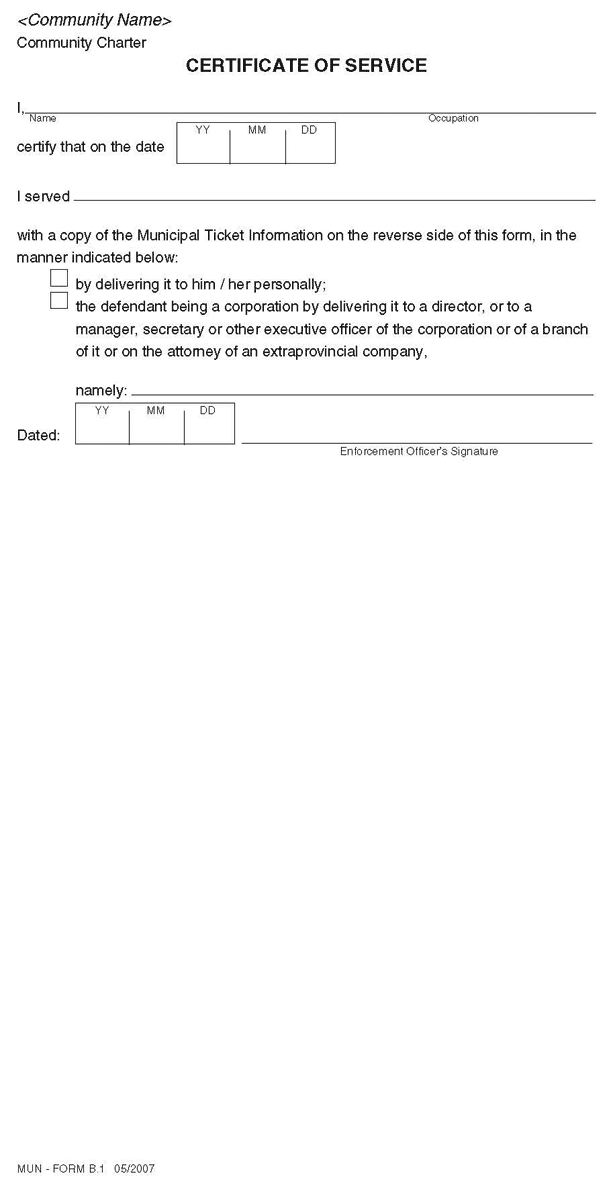 <Community Name>
Community Charter
CERTIFICATE OF SERVICE
I,
Name Occupation
YY MM DD
certify that on the date
I served
with a copy of the Municipal Ticket Information on the reverse side of this form, in the
manner indicated below:
by delivering it to him / her personally;
the defendant being a corporation by delivering it to a director, or to a
manager, secretary or other executive officer of the corporation or of a branch
of it or on the attorney of an extraprovincial company,
namely:
YY MM DD
Dated:
Enforcement Officer's Signature
MUN - FORM B.1 05/2007